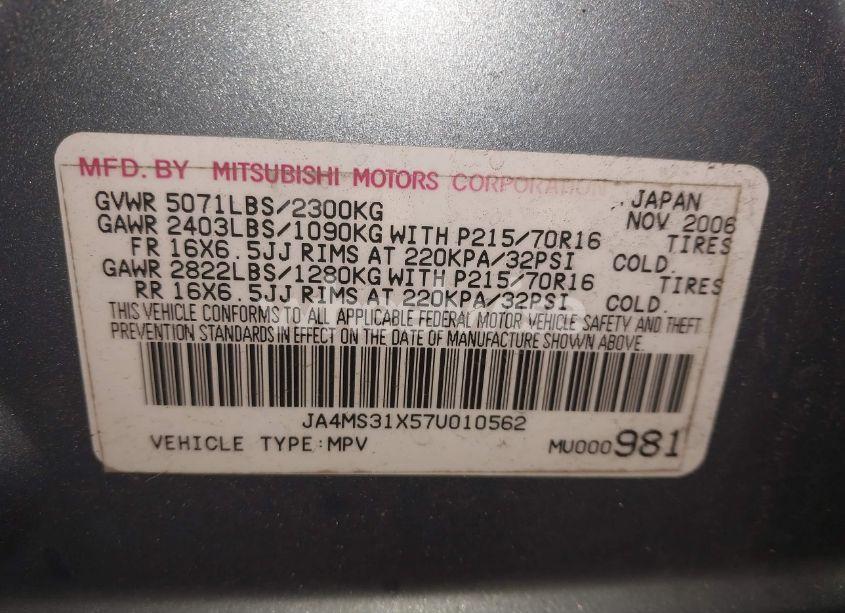 MFD. BY MITSUBISHI MOTORS CORPORATION JAPAN
GVWR 5071LBS/2300KG NOV 2006
GAWR 2403LBS/1090KG WITH P215/70R16 TIRES
FR 16X6.5JJ RIMS AT 220KPA/32PSI COLD.
GAWR 2822LBS/1280KG WITH P215/70R16 TIRES
RR 16X6.5JJ RIMS AT 220KPA/32PSI COLD.
THIS VEHICLE CONFORMS TO ALL APPLICABLE FEDERAL MOTOR VEHICLE SAFETY AND THEFT
PREVENTION STANDARDS IN EFFECT ON THE DATE OF MANUFACTURE SHOWN ABOVE.
JA4MS31X57U010562
VEHICLE TYPE:MPV MU000981